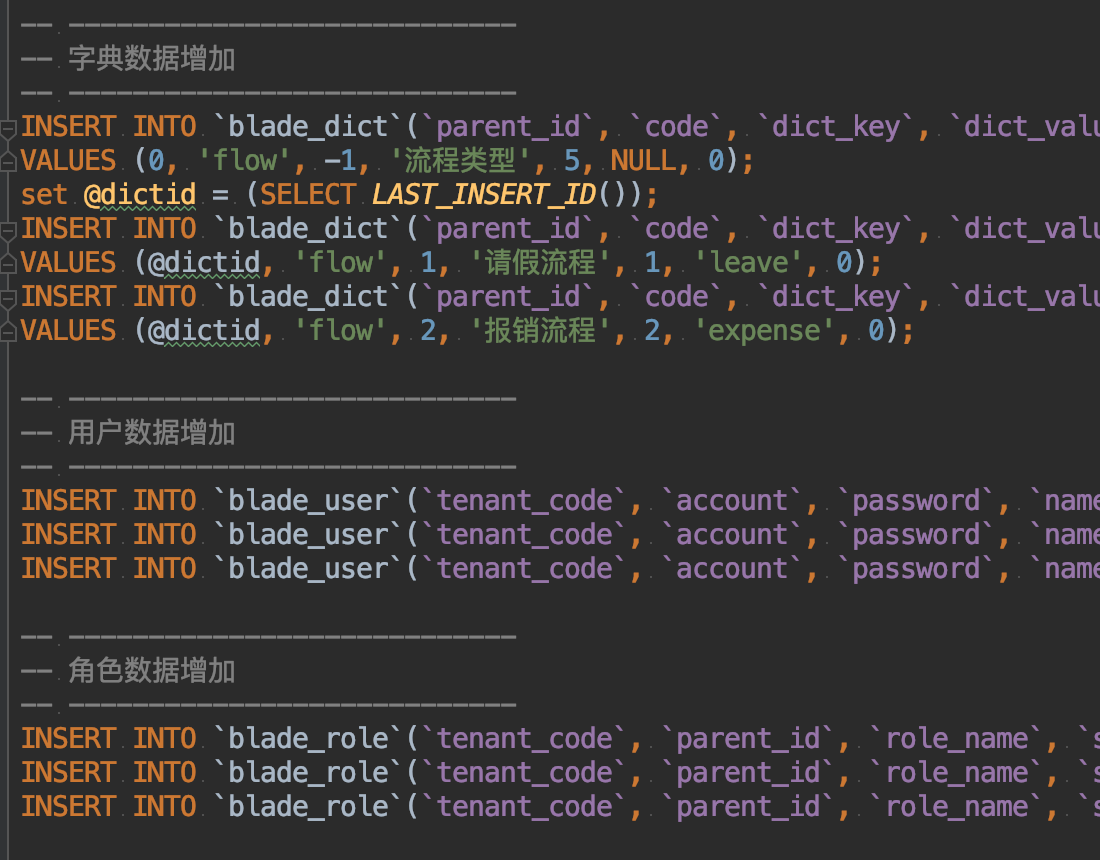 -- ----------------------------
-- 字典数据增加
-- ----------------------------
INSERT INTO `blade_dict`(`parent_id`, `code`, `dict_key`, `dict_valu
VALUES (0, 'flow', -1, '流程类型', 5, NULL, 0);
set @dictid = (SELECT LAST_INSERT_ID());
INSERT INTO `blade_dict`(`parent_id`, `code`, `dict_key`, `dict_valu
VALUES (@dictid, 'flow', 1, '请假流程', 1, 'leave', 0);
INSERT INTO `blade_dict`(`parent_id`, `code`, `dict_key`, `dict_valu
VALUES (@dictid, 'flow', 2, '报销流程', 2, 'expense', 0);
-- ----------------------------
-- 用户数据增加
-- ----------------------------
INSERT INTO `blade_user`(`tenant_code`, `account`, `password`, `name
INSERT INTO `blade_user`(`tenant_code`, `account`, `password`, `name
INSERT INTO `blade_user`(`tenant_code`, `account`, `password`, `name
-- ----------------------------
-- 角色数据增加
-- ----------------------------
INSERT INTO `blade_role`(`tenant_code`, `parent_id`, `role_name`, `s
INSERT INTO `blade_role`(`tenant_code`, `parent_id`, `role_name`, `s
INSERT INTO `blade_role`(`tenant_code`, `parent_id`, `role_name`, `s